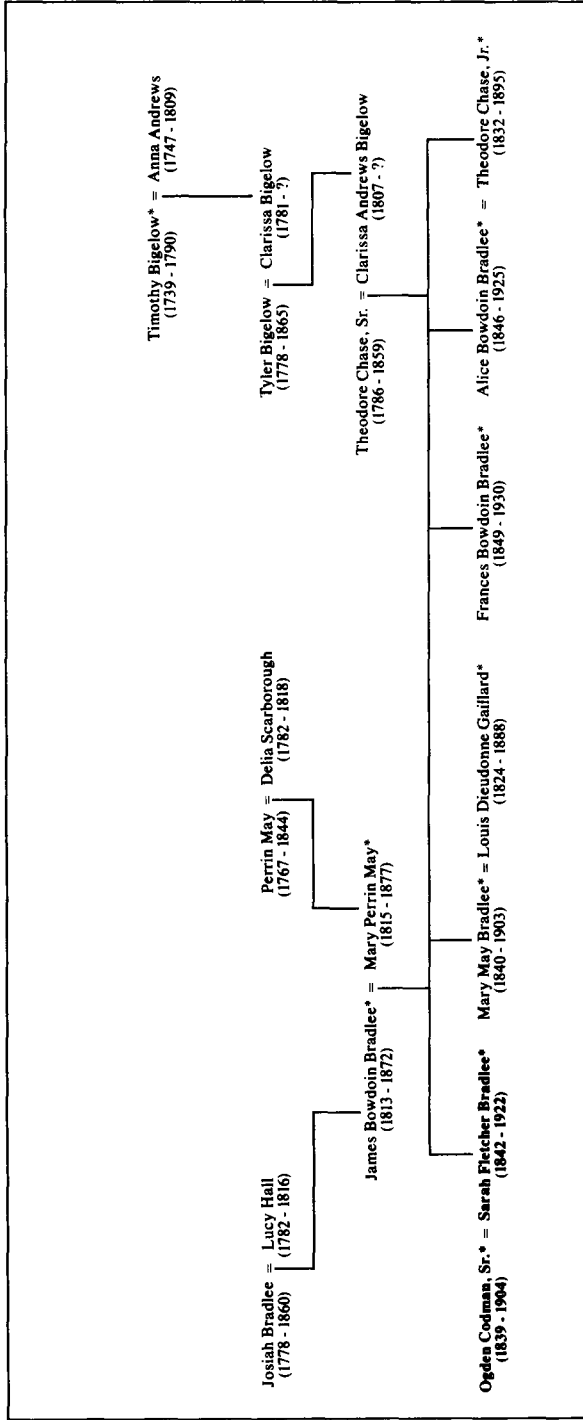 Timothy Bigelow* = Anna Andrews
(1739 - 1790) (1747 - 1809)
Josiah Bradlee = Lucy Hall
(1778 - 1860) (1782 - 1816)
Perrin May = Delia Scarborough
(1767 - 1844) (1782 - 1818)
Tyler Bigelow = Clarissa Bigelow
(1778 - 1865) (1781 - ?)
James Bowdoin Bradlee* = Mary Perrin May*
(1813 - 1872) (1815 - 1877)
Theodore Chase, Sr. = Clarissa Andrews Bigelow
(1786 - 1859) (1807 - ?)
Ogden Codman, Sr.* = Sarah Fletcher Bradlee*
(1839 - 1904) (1842 - 1922)
Mary May Bradlee* = Louis Dieudonne Gaillard*
(1840 - 1903) (1824 - 1888)
Frances Bowdoin Bradlee*
(1849 - 1930)
Alice Bowdoin Bradlee* = Theodore Chase, Jr.*
(1846 - 1925) (1832 - 1895)